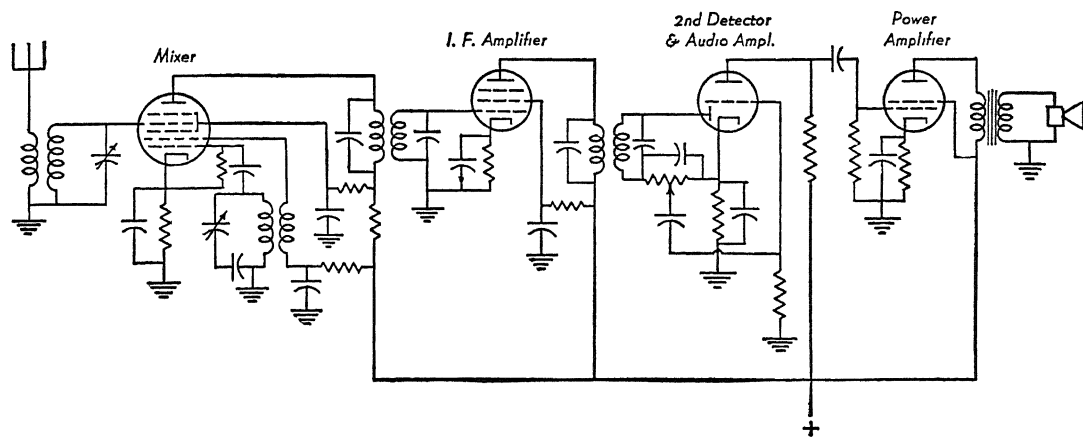 Mixer
I. F. Amplifier
2nd Detector
& Audio Ampl.
Power
Amplifier
+